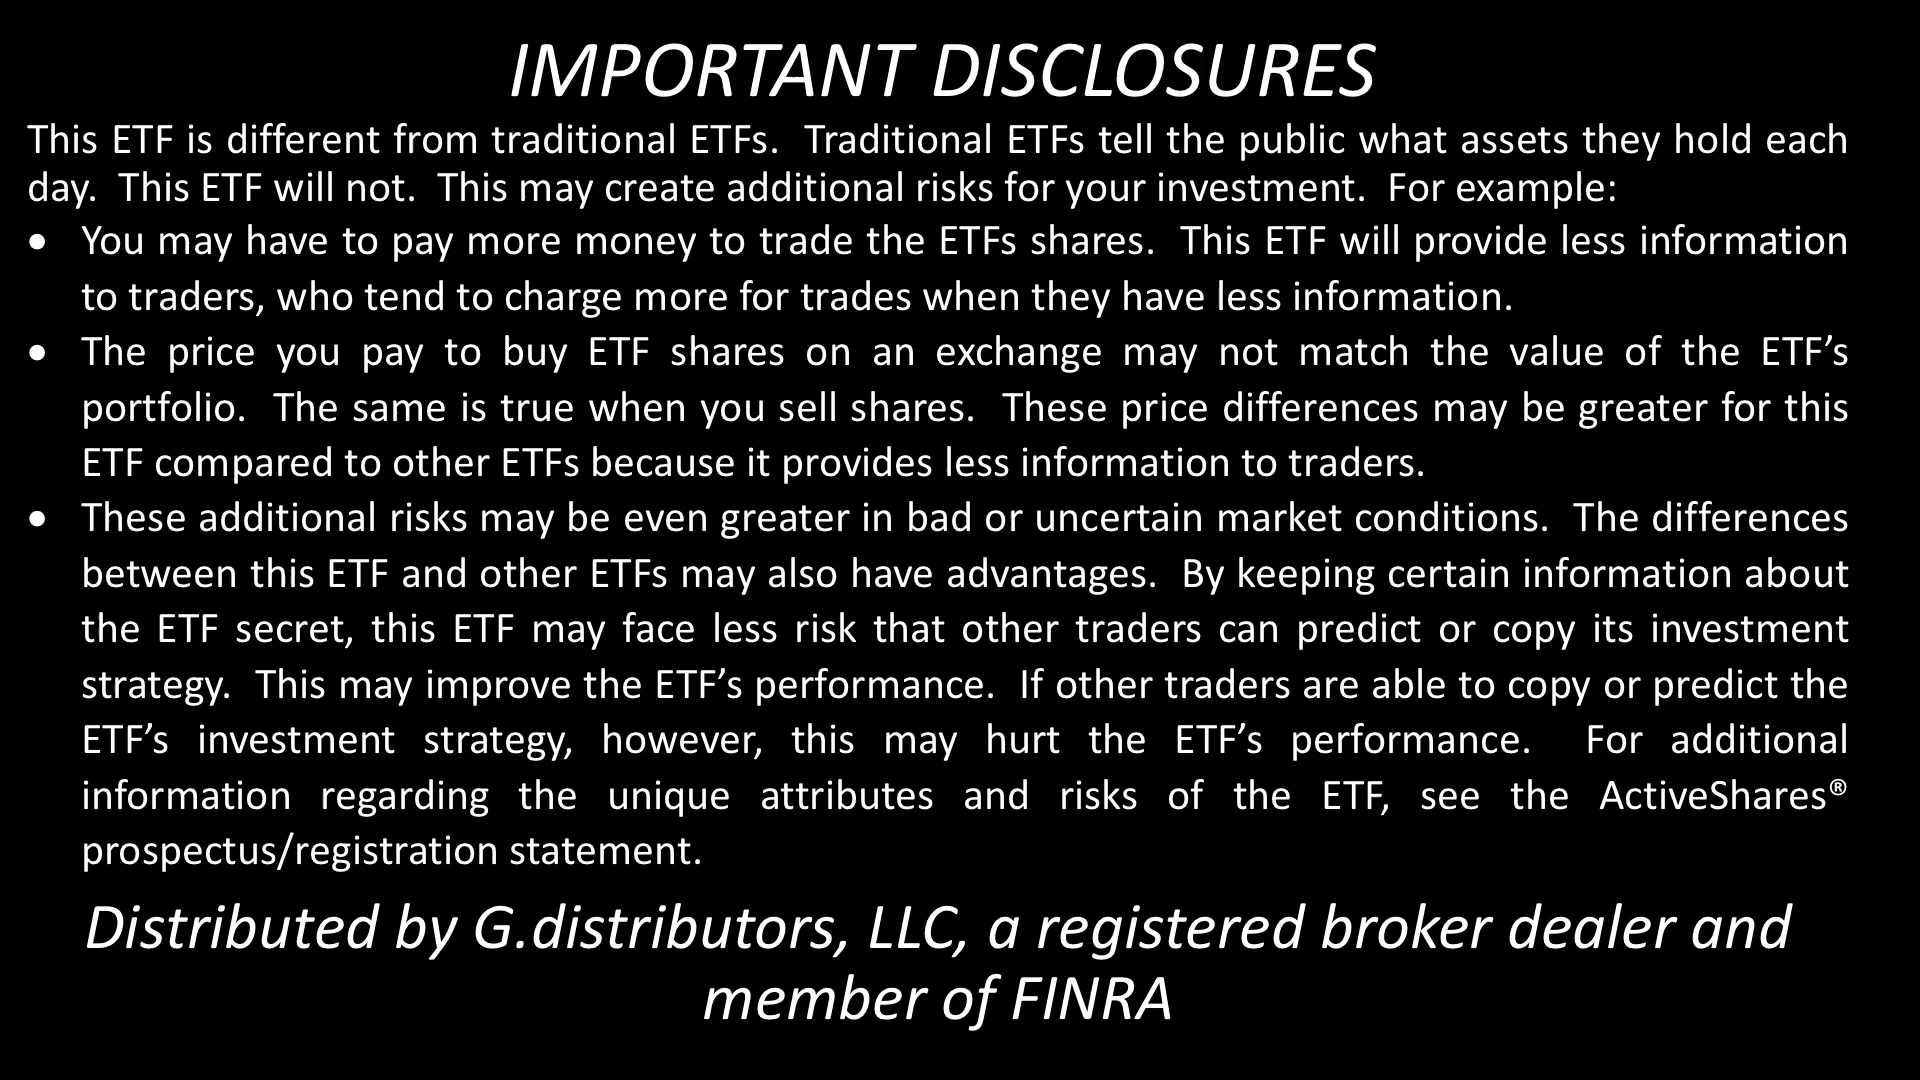 IMPORTANT DISCLOSURES
This ETF is different from traditional ETFs.  Traditional ETFs tell the public what assets they hold each
day.  This ETF will not.  This may create additional risks for your investment.  For example:
• You may have to pay more money to trade the ETFs shares.  This ETF will provide less information
to traders, who tend to charge more for trades when they have less information.
• The price you pay to buy ETF shares on an exchange may not match the value of the ETF’s
portfolio.  The same is true when you sell shares.  These price differences may be greater for this
ETF compared to other ETFs because it provides less information to traders.
• These additional risks may be even greater in bad or uncertain market conditions.  The differences
between this ETF and other ETFs may also have advantages.  By keeping certain information about
the ETF secret, this ETF may face less risk that other traders can predict or copy its investment
strategy.  This may improve the ETF’s performance.  If other traders are able to copy or predict the
ETF’s investment strategy, however, this may hurt the ETF’s performance.  For additional
information regarding the unique attributes and risks of the ETF, see the ActiveShares®
prospectus/registration statement.
Distributed by G.distributors, LLC, a registered broker dealer and
member of FINRA